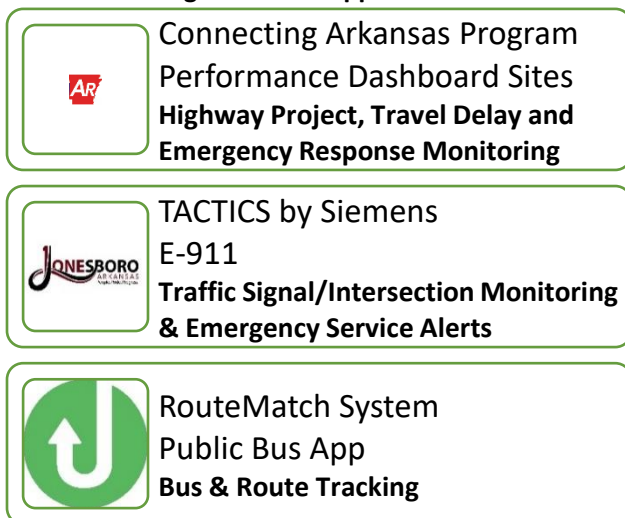 Connecting Arkansas Program
Performance Dashboard Sites
Highway Project, Travel Delay and
Emergency Response Monitoring
AR
TACTICS by Siemens
E-911
Traffic Signal/Intersection Monitoring
& Emergency Service Alerts
JONESBORO
ARKANSAS
RouteMatch System
Public Bus App
Bus & Route Tracking